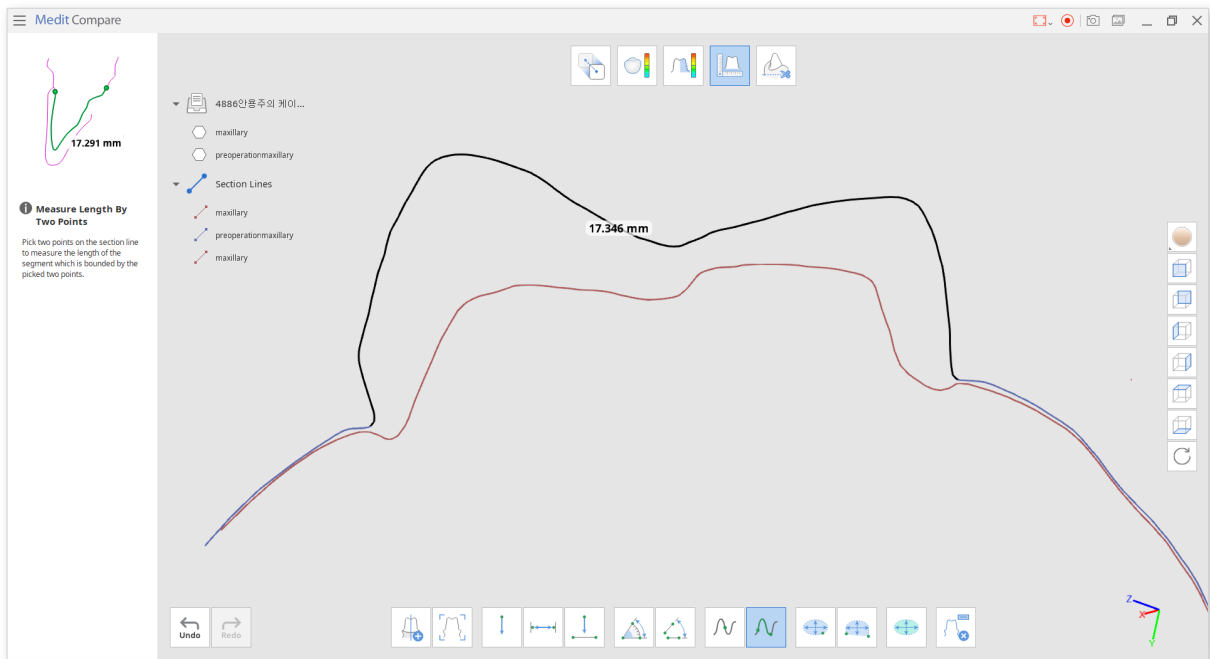 Medit Compare
17.291 mm
Measure Length By
Two Points
Pick two points on the section line
to measure the length of the
segment which is bounded by the
picked two points.
4886안용주의 케이...
maxillary
preoperationmaxillary
Section Lines
maxillary
preoperationmaxillary
maxillary
17.346 mm
Undo
Redo
Z
X
Y